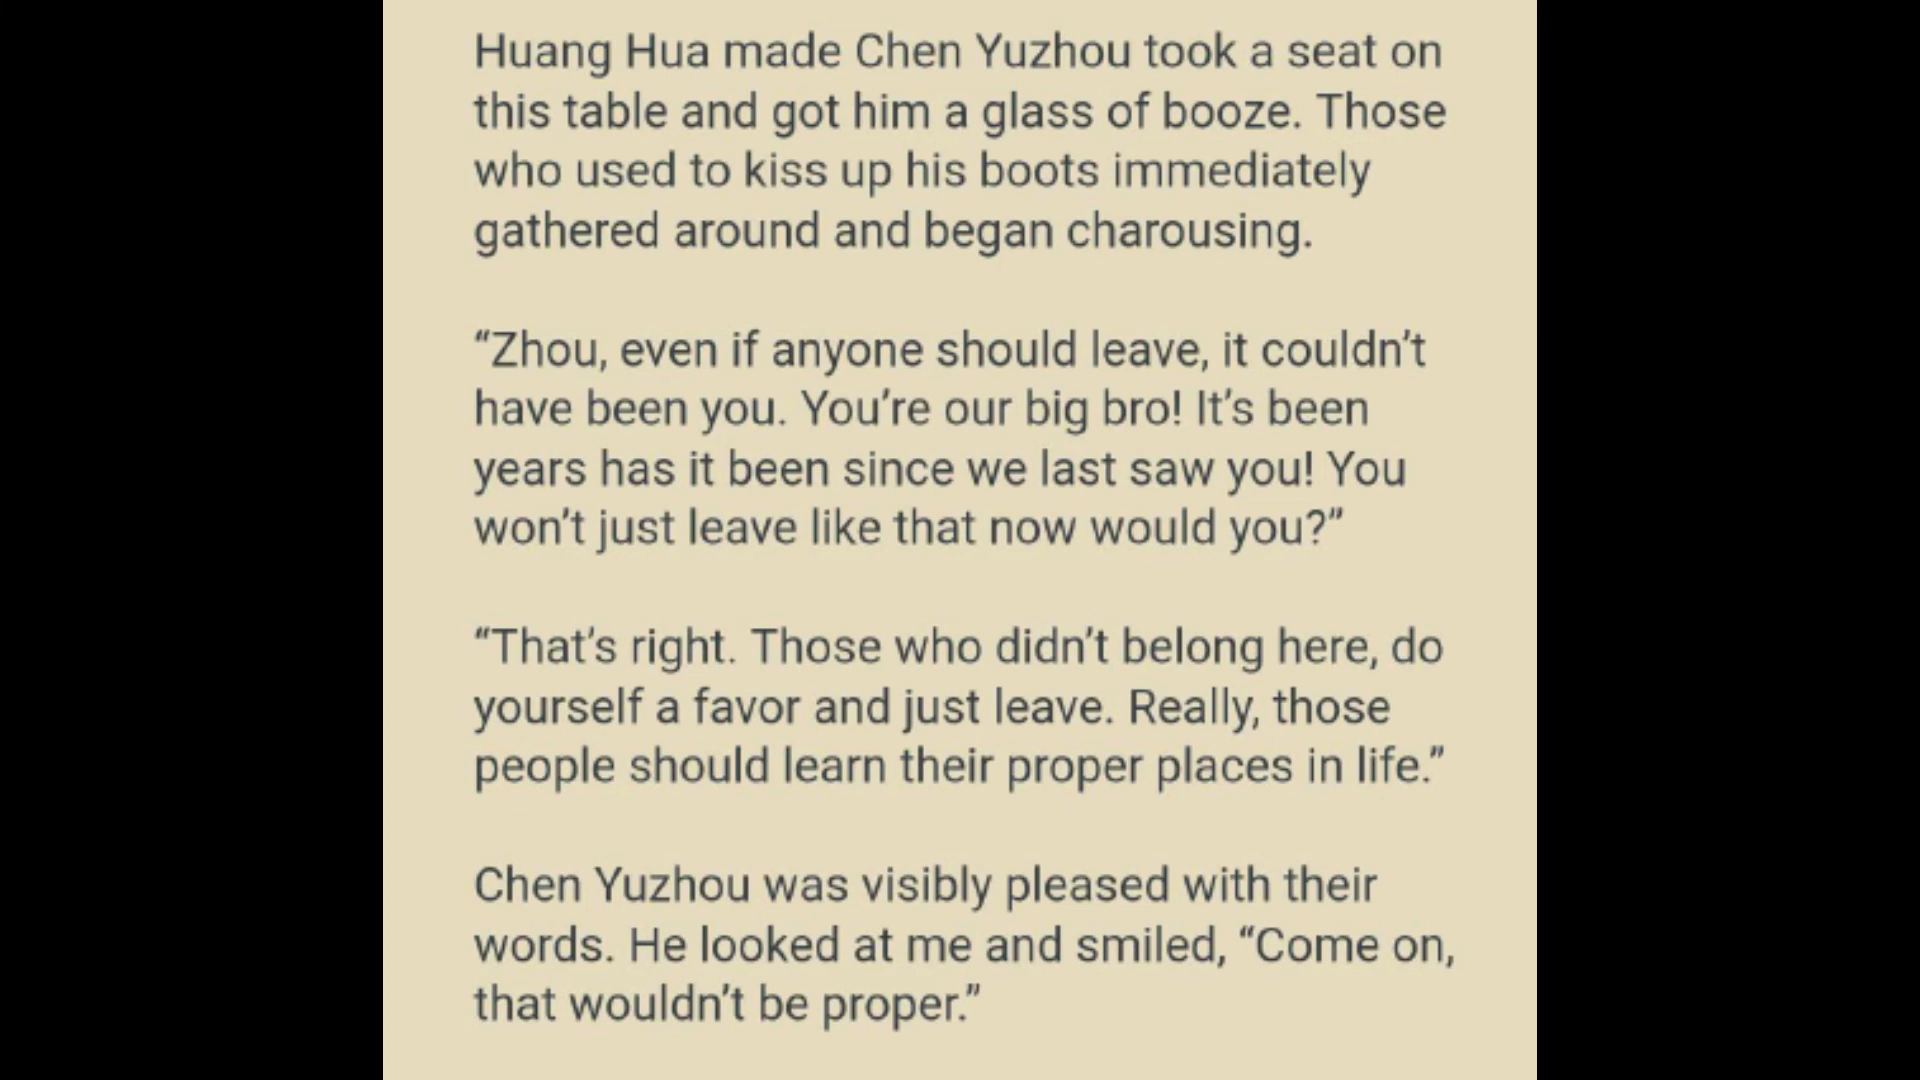 Huang Hua made Chen Yuzhou took a seat on
this table and got him a glass of booze. Those
who used to kiss up his boots immediately
gathered around and began charousing.
“Zhou, even if anyone should leave, it couldn’t
have been you. You’re our big bro! It’s been
years has it been since we last saw you! You
won’t just leave like that now would you?”
“That’s right. Those who didn’t belong here, do
yourself a favor and just leave. Really, those
people should learn their proper places in life.”
Chen Yuzhou was visibly pleased with their
words. He looked at me and smiled, “Come on,
that wouldn’t be proper.”